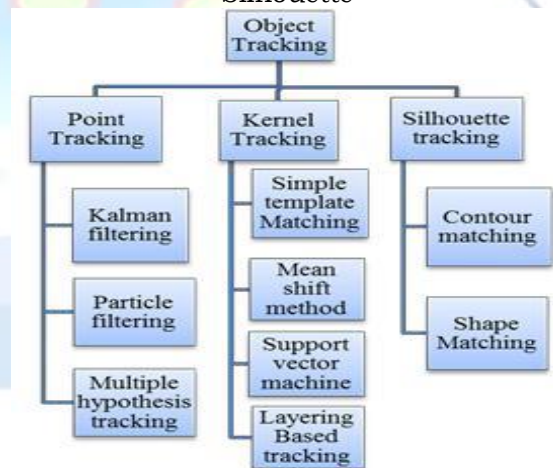 Silhouette
Object
Tracking
Point
Tracking
Kalman
filtering
Particle
filtering
Multiple
hypothesis
tracking
Kernel
Tracking
Simple
template
Matching
Mean
shift
method
Support
vector
machine
Layering
Based
tracking
Silhouette
tracking
Contour
matching
Shape
Matching